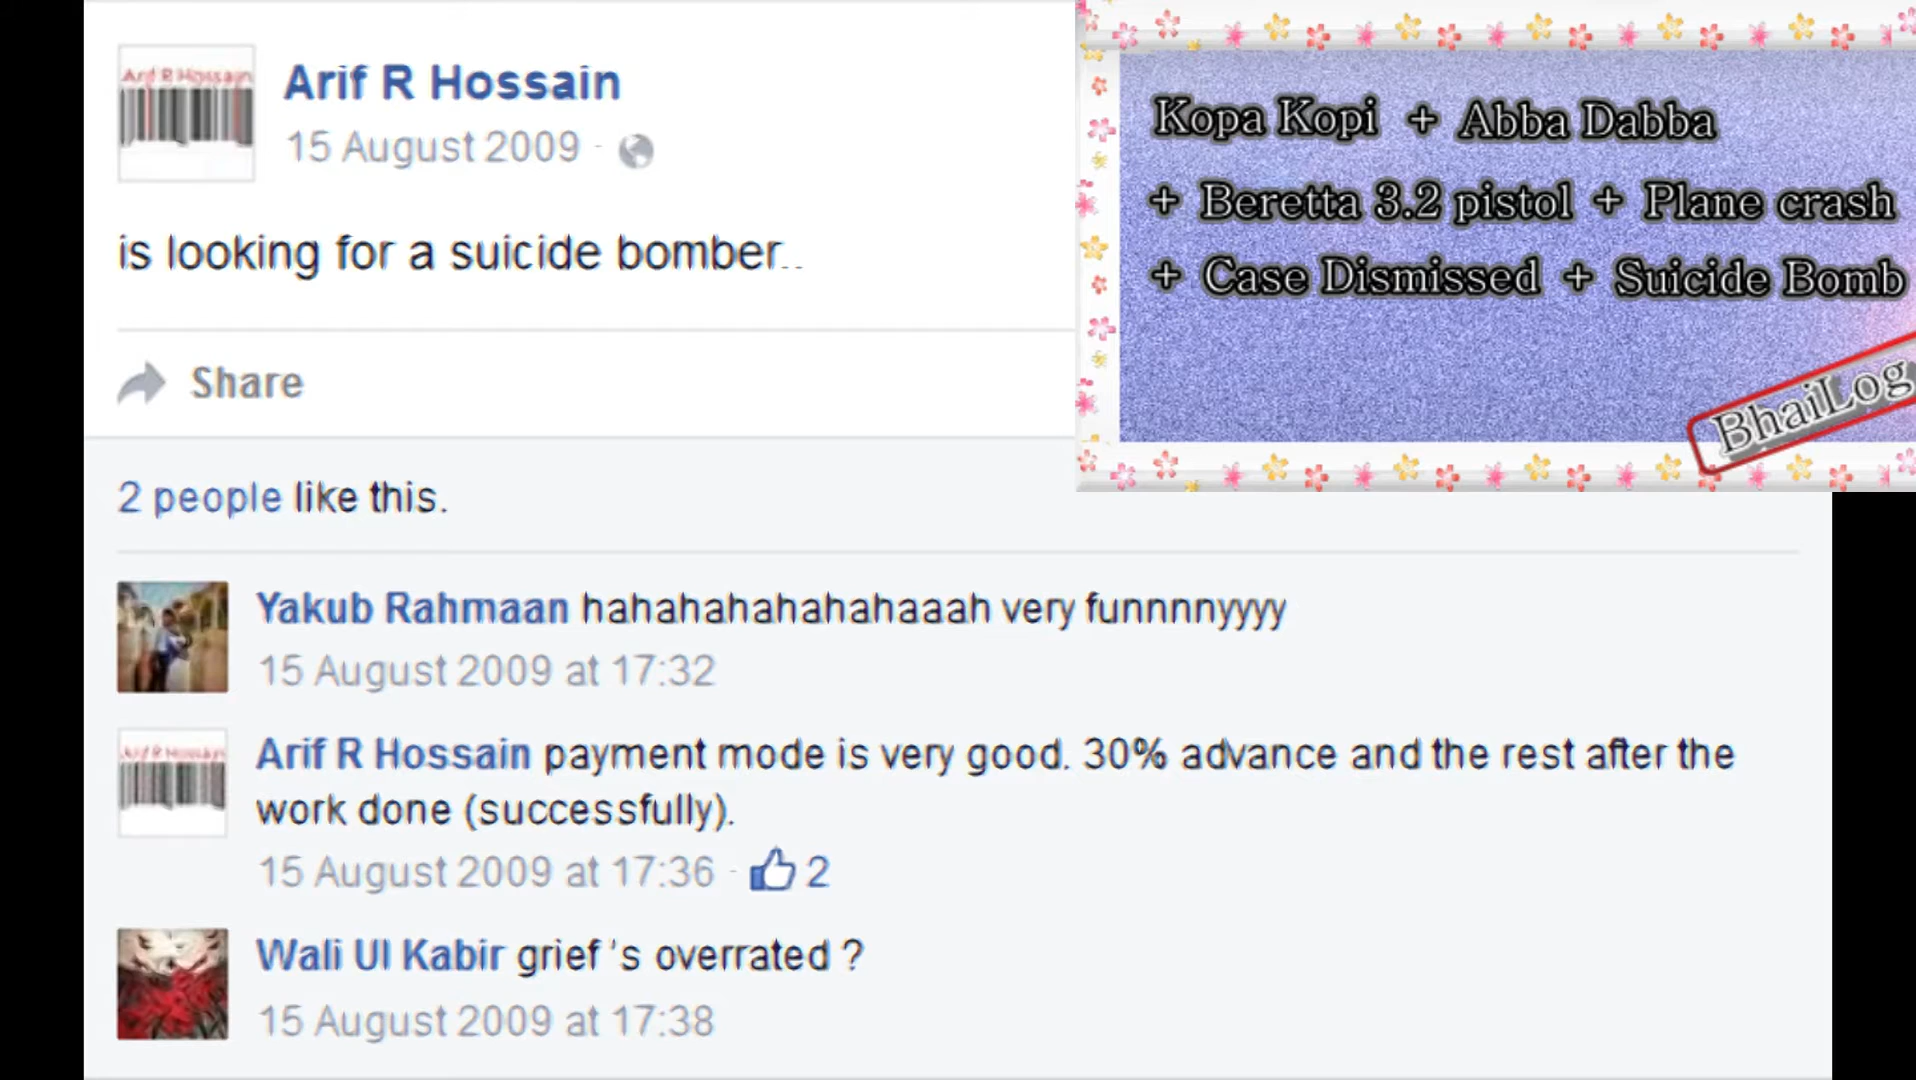 Arif R Hossain
Arif R Hossain
15 August 2009 ·
is looking for a suicide bomber..
Share
2 people like this.
Yakub Rahmaan hahahahahahahaaah very funnnnyyyy
15 August 2009 at 17:32
Arif R Hossain
Arif R Hossain payment mode is very good. 30% advance and the rest after the
work done (successfully).
15 August 2009 at 17:36 · 2
Wali Ul Kabir grief 's overrated ?
15 August 2009 at 17:38
Kopa Kopi + Abba Dabba
+ Beretta 3.2 pistol + Plane crash
+ Case Dismissed + Suicide Bomb
BhaiLog